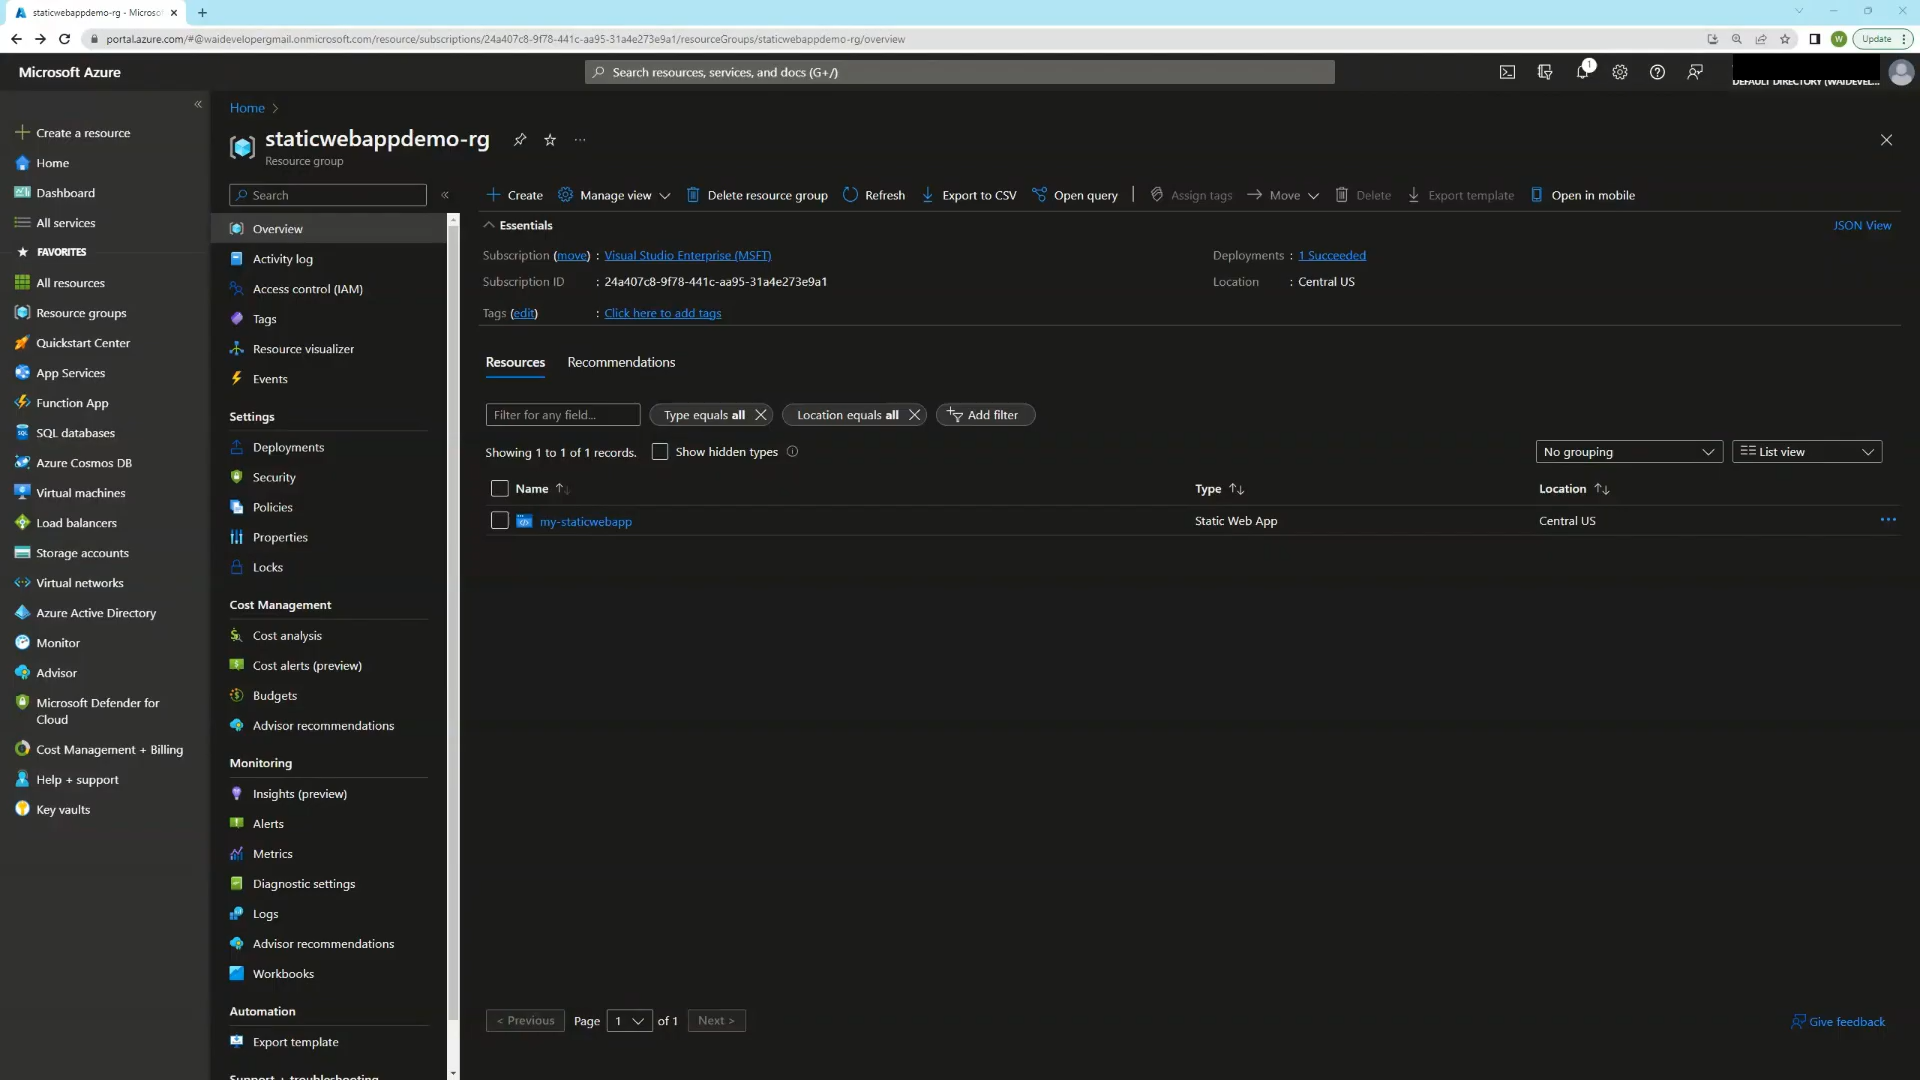 staticwebappdemo-rg - Microso
portal.azure.com/#@waidevelopergmail.onmicrosoft.com/resource/subscriptions/24a407c8-9f78-441c-aa95-31a4e273e9a1/resourceGroups/staticwebappdemo-rg/overview
W
Update
Microsoft Azure
Search resources, services, and docs (G+/)
1
DEFAULT DIRECTORY (WAIDEVEL...
Create a resource
Home
Dashboard
All services
FAVORITES
All resources
Resource groups
Quickstart Center
App Services
Function App
SQL databases
Azure Cosmos DB
Virtual machines
Load balancers
Storage accounts
Virtual networks
Azure Active Directory
Monitor
Advisor
Microsoft Defender for
Cloud
Cost Management + Billing
Help + support
Key vaults
Home >
staticwebappdemo-rg
Resource group
Search
Overview
Activity log
Access control (IAM)
Tags
Resource visualizer
Events
Settings
Deployments
Security
Policies
Properties
Locks
Cost Management
Cost analysis
Cost alerts (preview)
Budgets
Advisor recommendations
Monitoring
Insights (preview)
Alerts
Metrics
Diagnostic settings
Logs
Advisor recommendations
Workbooks
Automation
Export template
Support + troubleshooting
Create Manage view Delete resource group Refresh Export to CSV Open query Assign tags Move Delete Export template Open in mobile
Essentials
JSON View
Subscription (move) : Visual Studio Enterprise (MSFT)
Deployments : 1 Succeeded
Subscription ID : 24a407c8-9f78-441c-aa95-31a4e273e9a1
Location : Central US
Tags (edit) : Click here to add tags
Resources Recommendations
Filter for any field... Type equals all Location equals all Add filter
Showing 1 to 1 of 1 records. Show hidden types
No grouping List view
Name Type Location
my-staticwebapp Static Web App Central US
< Previous Page 1 of 1 Next >
Give feedback